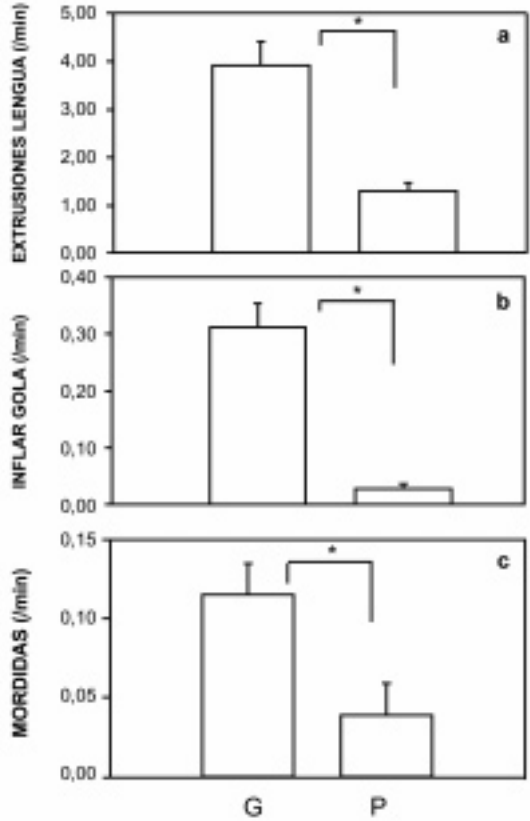 EXTRUSIONES LENGUA (/min)
5,00
4,00
3,00
2,00
1,00
0,00
*
a
INFLAR GOLA (/min)
0,40
0,30
0,20
0,10
0,00
*
b
MORDIDAS (/min)
0,15
0,10
0,05
0,00
*
c
G P